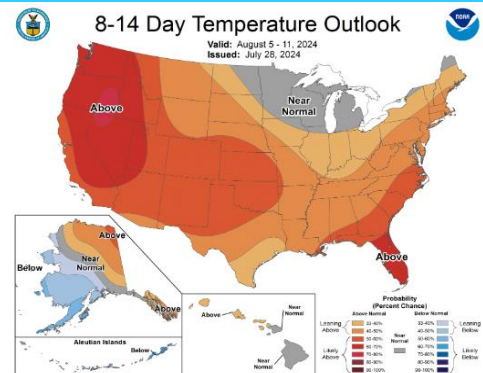 8-14 Day Temperature Outlook
Valid: August 5 - 11, 2024
Issued: July 28, 2024
NOAA
Above
Near
Normal
Above
Above
Near
Normal
Below
Above
Aleutian Islands
Below
Above
Near
Normal
Near
Normal
Probability
(Percent Chance)
Above Normal
Below Normal
Leaning
Above
Likely
Above
Near
Normal
Leaning
Below
Likely
Below
33-40%
40-50%
50-60%
60-70%
70-80%
80-90%
90-100%
33-40%
40-50%
50-60%
60-70%
70-80%
80-90%
90-100%